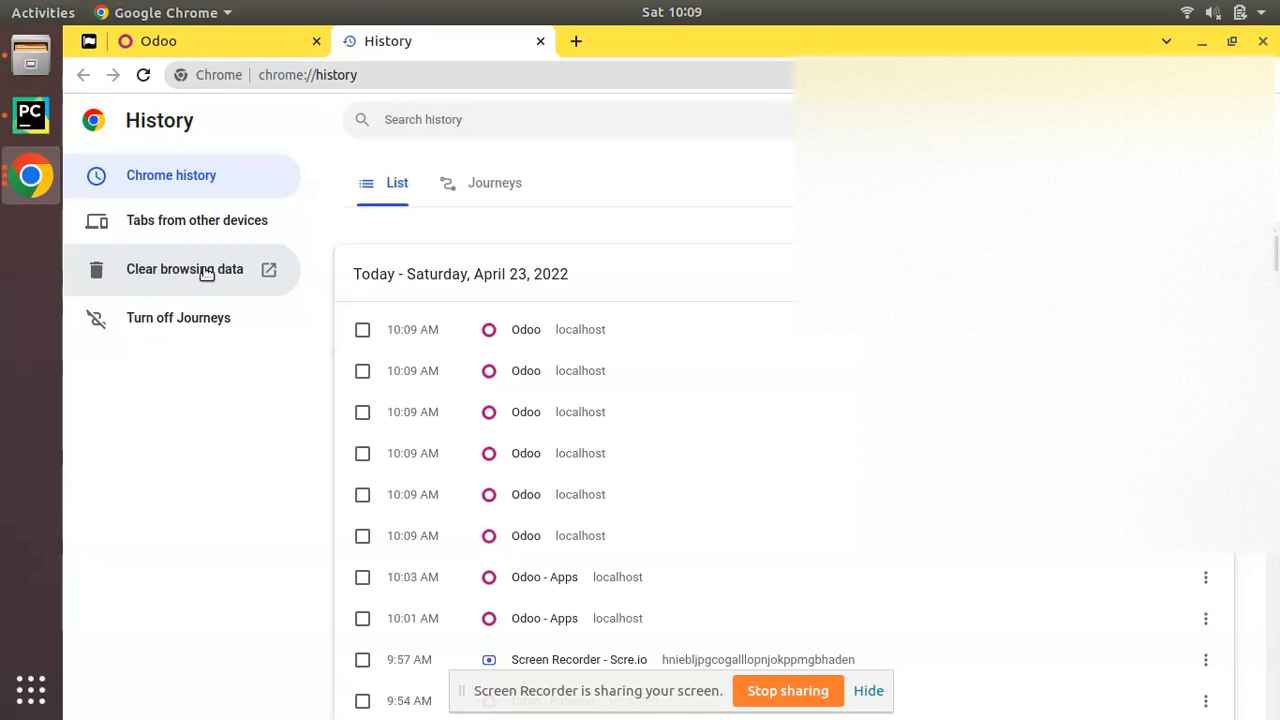 Activities Google Chrome Sat 10:09
Odoo History
Chrome chrome://history
History Search history
Chrome history
List Journeys
Tabs from other devices
Clear browsing data
Today - Saturday, April 23, 2022
Turn off Journeys
10:09 AM Odoo localhost
10:09 AM Odoo localhost
10:09 AM Odoo localhost
10:09 AM Odoo localhost
10:09 AM Odoo localhost
10:09 AM Odoo localhost
10:03 AM Odoo - Apps localhost
10:01 AM Odoo - Apps localhost
9:57 AM Screen Recorder - Scre.io hniebljpgcogalllopnjokppmgbhaden
Screen Recorder is sharing your screen. Stop sharing Hide
9:54 AM
PC